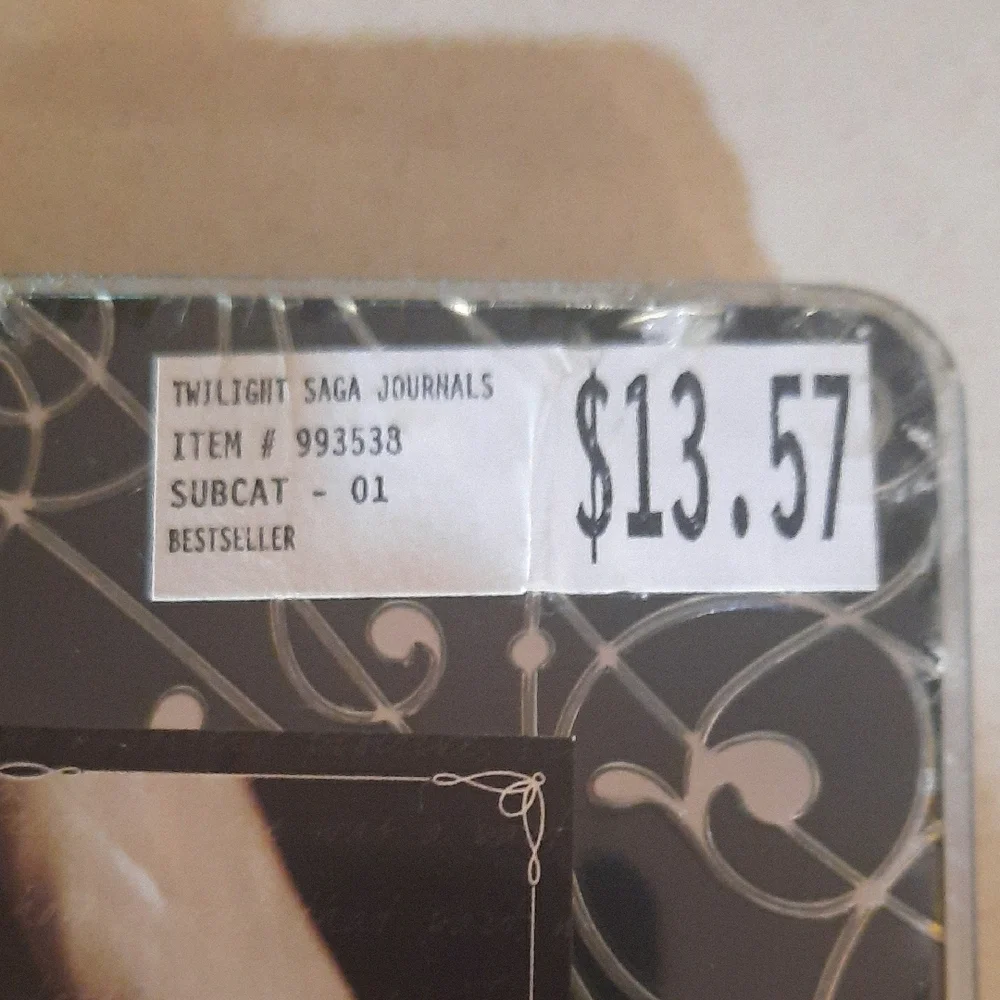 TWILIGHT SAGA JOURNALS
ITEM # 993538
SUBCAT - 01
BESTSELLER
$13.57